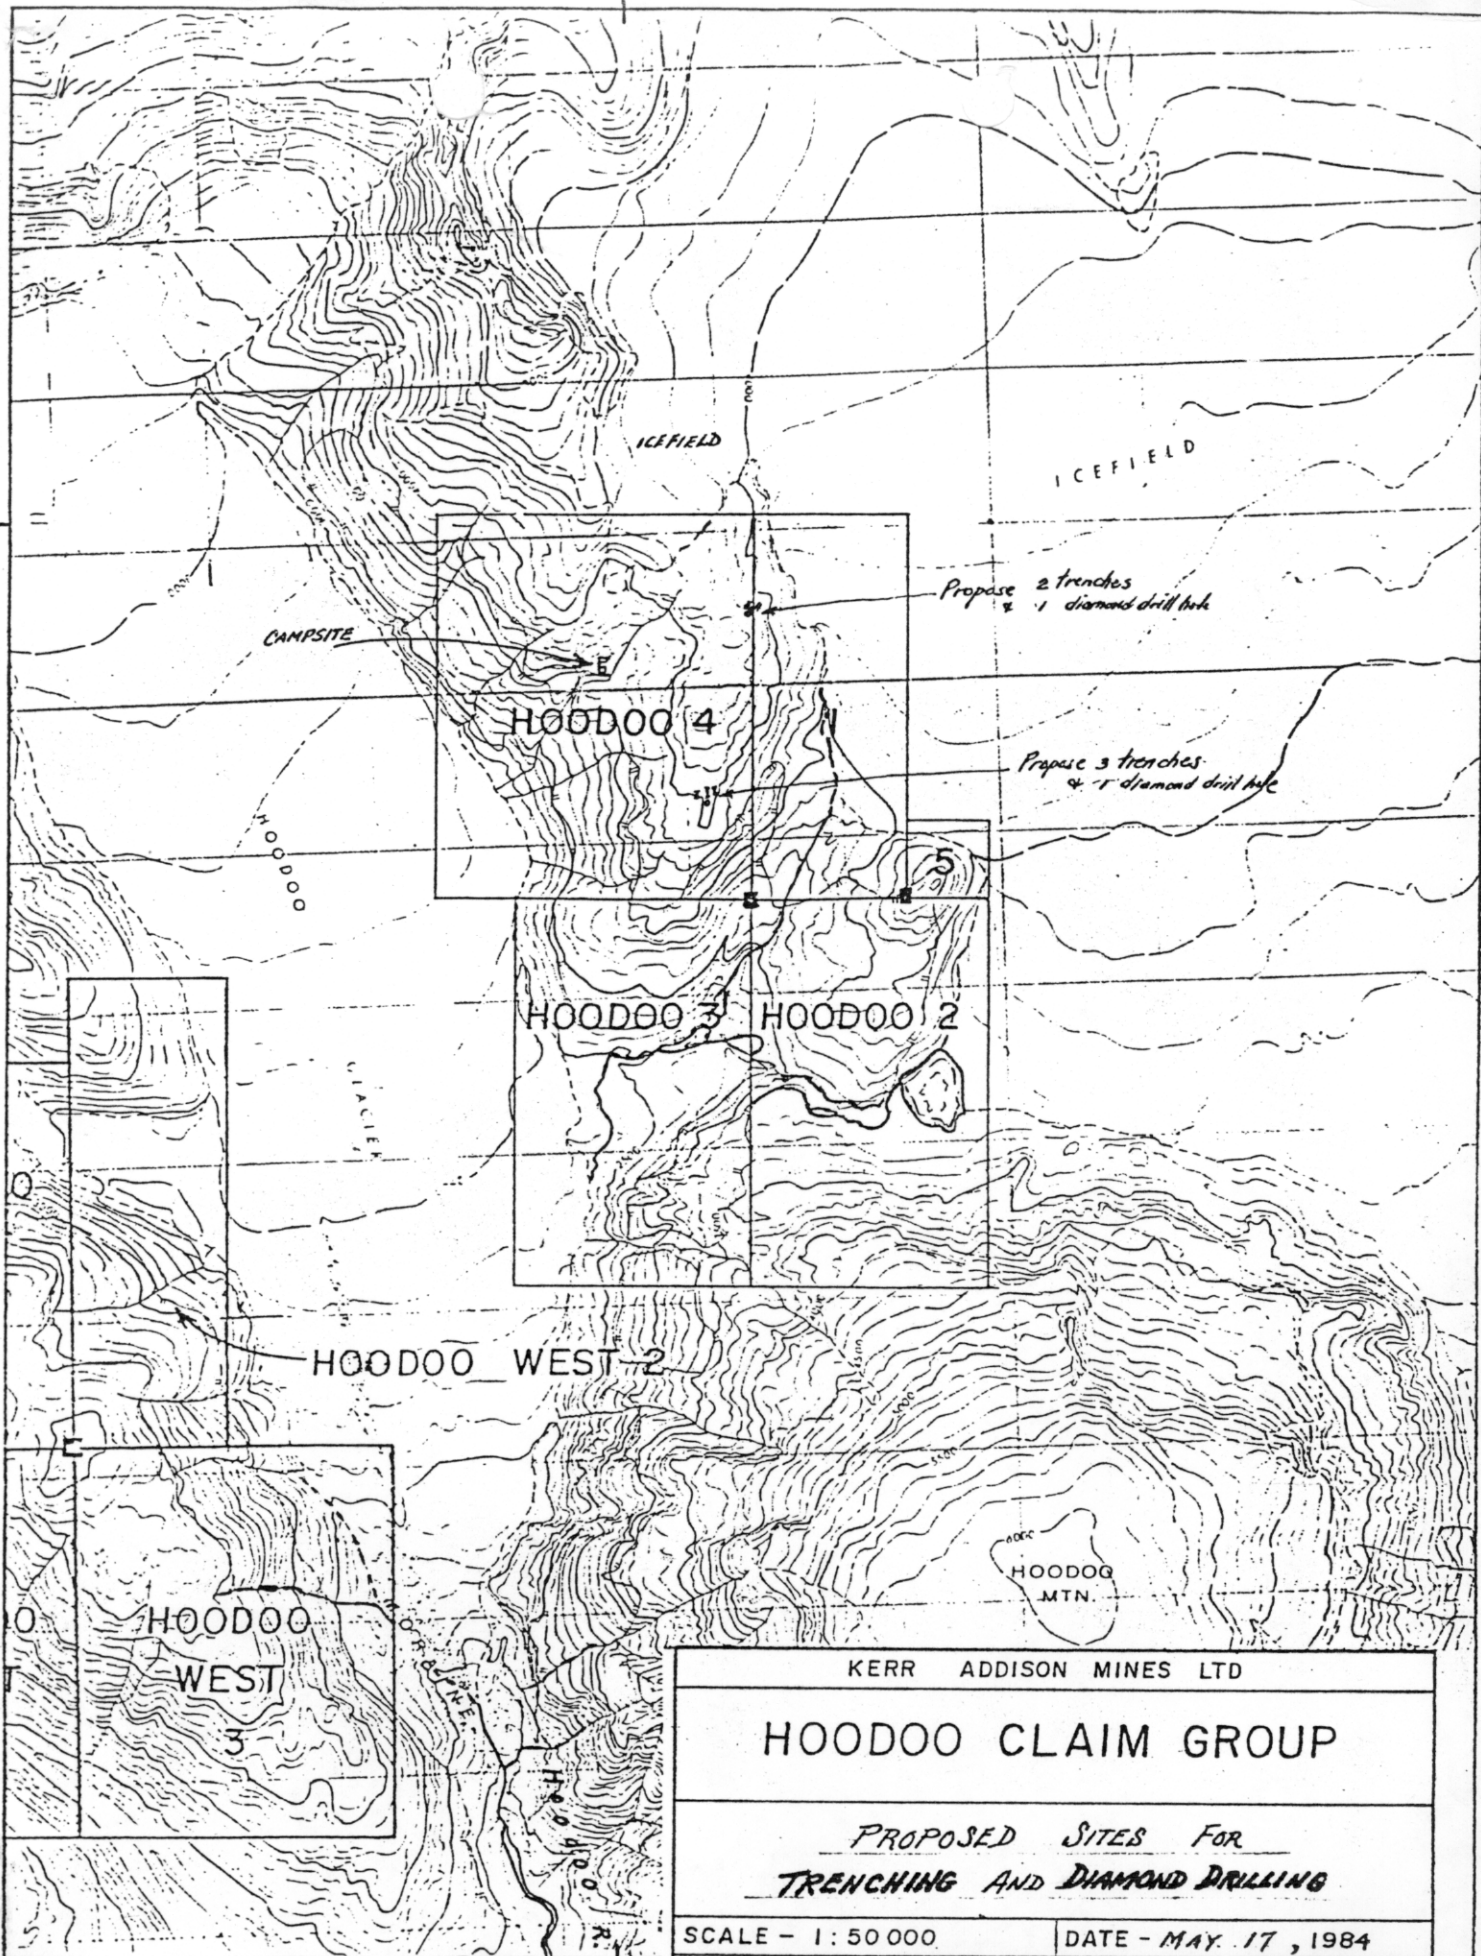 ICEFIELD
ICEFIELD
Propose 2 trenches
& 1 diamond drill hole
CAMPSITE
HOODOO 4
Propose 3 trenches
& 1 diamond drill hole
HOODOO
5
HOODOO 3
HOODOO 2
GLACIER
HOODOO WEST 2
HOODOO
MTN.
HOODOO
WEST
3
MORAINE
HOODOO
R.
KERR ADDISON MINES LTD
HOODOO CLAIM GROUP
PROPOSED SITES FOR
TRENCHING AND DIAMOND DRILLING
SCALE - 1:50 000
DATE - MAY. 17, 1984